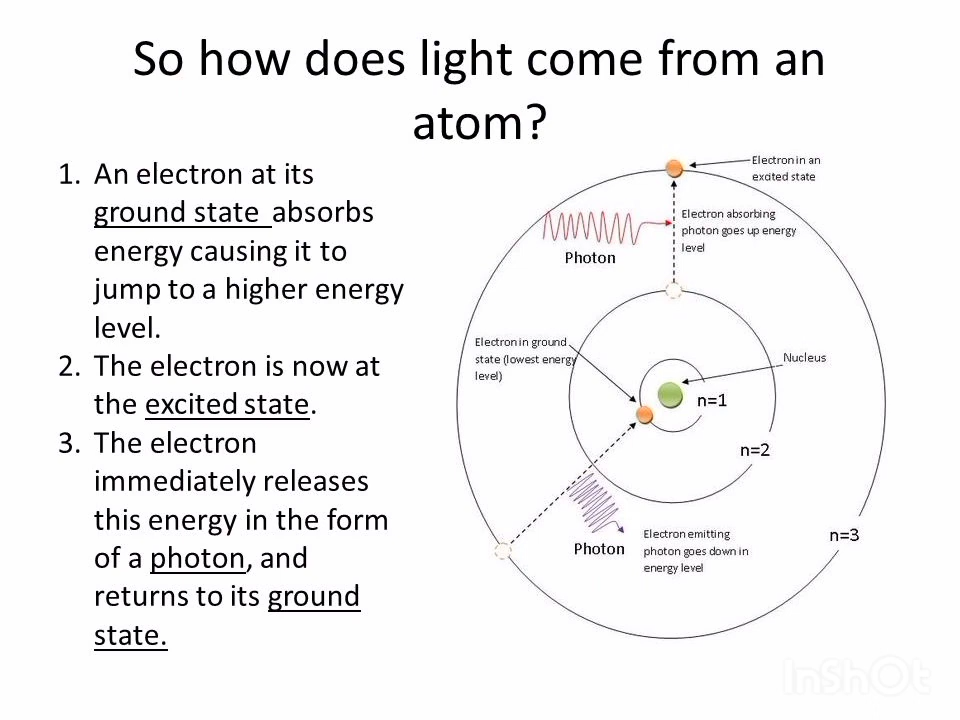 So how does light come from an
atom?
1. An electron at its
ground state absorbs
energy causing it to
jump to a higher energy
level.
2. The electron is now at
the excited state.
3. The electron
immediately releases
this energy in the form
of a photon, and
returns to its ground
state.
Electron in an
excited state
Electron absorbing
photon goes up energy
level
Photon
Electron in ground
state (lowest energy
level)
Nucleus
n=1
n=2
n=3
Photon
Electron emitting
photon goes down in
energy level
InShOt